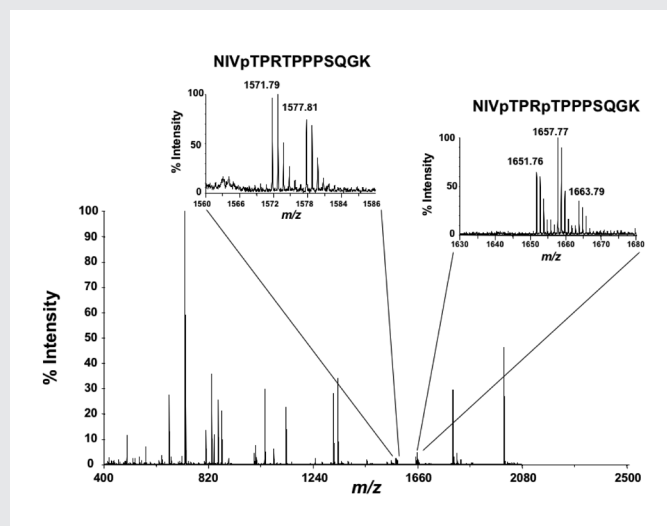 NIVpTPRTPPPSQGK
1571.79
1577.81
100
50
0
% Intensity
1560 1566 1572 1578 1584 1586
m/z
NIVpTPRpTPPPSQGK
1657.77
1651.76
1663.79
100
50
0
% Intensity
1630 1640 1650 1660 1670 1680
m/z
100
90
80
70
60
50
40
30
20
10
0
% Intensity
400 820 1240 1660 2080 2500
m/z